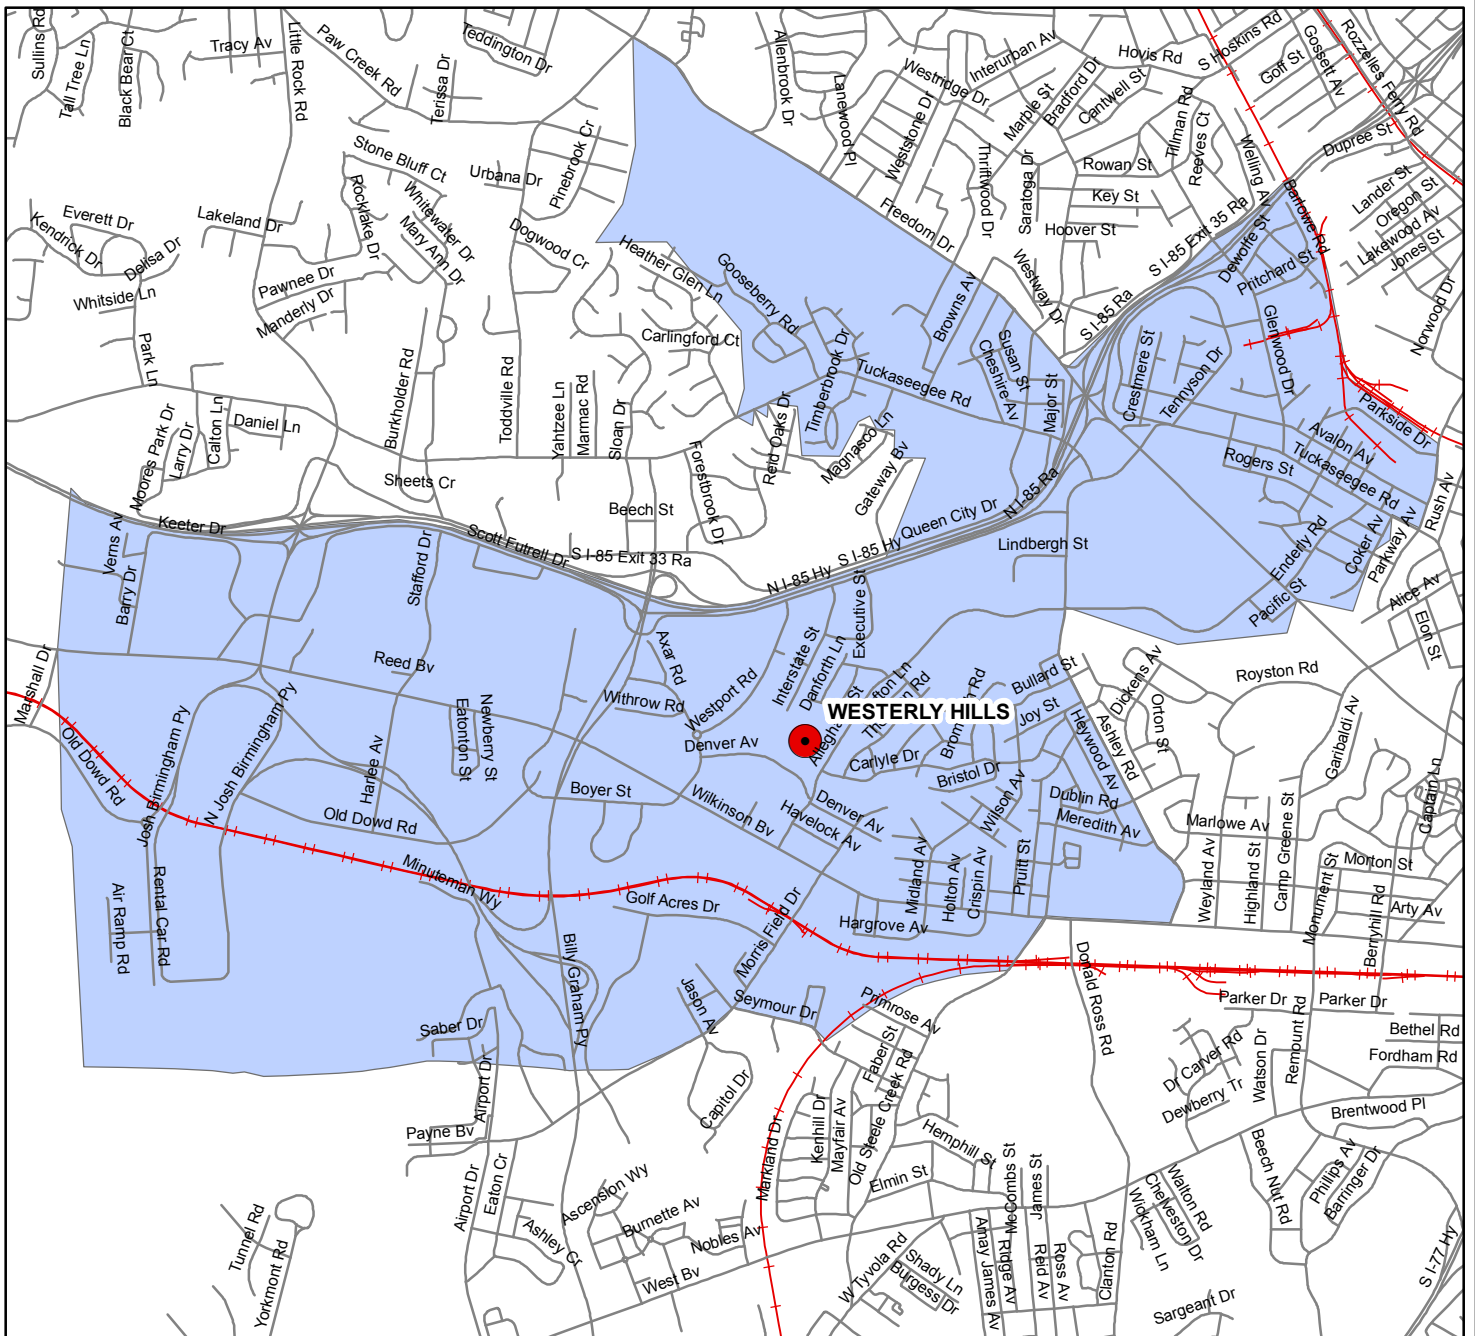 Sullins Rd
Tall Tree Ln
Black Bear Ct
Tracy Av
Little Rock Rd
Paw Creek Rd
Teddington Dr
Terissa Dr
Allenbrook Dr
Lanewood Pl
Westridge Dr
Interurban Av
Hovis Rd
S Hoskins Rd
Goff St
Gossett Av
Rozzelles Ferry Rd
Weststone Dr
Marple St
Bradford Dr
Cantwell St
Tillman Rd
Reeves Ct
Welling Av
Dupree St
Stone Bluff Ct
Urbana Dr
Pinebrook Cr
Thriftwood Dr
Saratoga Dr
Rowan St
Key St
Hoover St
Barlowe Rd
Lander St
Oregon St
Lakewood Av
Jones St
Everett Dr
Kendrick Dr
Delisa Dr
Lakeland Dr
Rocklake Dr
Whitewater Dr
Mary Ann Dr
Dogwood Cr
Freedom Dr
Westway Dr
S I-85 Exit 35 Ra
Dewolfe St
Pritchard St
Whitside Ln
Pawnee Dr
Manderly Dr
Heather Glen Ln
Gooseberry Rd
Browns Av
S I-85 Ra
Norwood Dr
Park Ln
Carlingford Ct
Timberbrook Dr
Tuckaseegee Rd
Susan St
Cheshire Av
Major St
Crestmere St
Tennyson Dr
Glenwood Dr
Parkside Dr
Burkholder Rd
Toddville Rd
Yahtzee Ln
Marmac Rd
Sloan Dr
Moores Park Dr
Larry Dr
Calton Ln
Daniel Ln
Forestbrook Dr
Reid Oaks Dr
Magnasco Ln
Gateway Bv
Rogers St
Avalon Av
Tuckaseegee Rd
Rush Av
Sheets Cr
Beech St
Keeter Dr
Verns Av
Barry Dr
Stafford Dr
Scott Futrell Dr
S I-85 Exit 33 Ra
N I-85 Hy
S I-85 Hy
Queen City Dr
N I-85 Ra
Lindbergh St
Enderly Rd
Pacific St
Coker Av
Parkway Av
Alice Av
Elon St
Executive St
Marshall Dr
Reed Bv
Axar Rd
Withrow Rd
Westport Rd
Interstate St
Danforth Ln
Bullard St
Dickens Av
Royston Rd
WESTERLY HILLS
Old Dowd Rd
Josh Birmingham Py
N Josh Birmingham Py
Harlee Av
Eatonton St
Newberry St
Denver Av
Carlyle Dr
Bristol Dr
Joy St
Heywood Av
Ashley Rd
Orton St
Garibaldi Av
Captain Ln
Old Dowd Rd
Boyer St
Wilkinson Bv
Havelock Av
Denver Av
Wilson Av
Dublin Rd
Meredith Av
Marlowe Av
Minuteman Wy
Golf Acres Dr
Morris Field Dr
Hargrove Av
Midland Av
Holton Av
Crispin Av
Pruitt St
Weyland Av
Highland St
Camp Greene St
Monument St
Morton St
Arty Av
Berryhill Rd
Air Ramp Rd
Rental Car Rd
Billy Graham Py
Jason Av
Seymour Dr
Primrose Av
Donald Ross Rd
Parker Dr
Parker Dr
Bethel Rd
Fordham Rd
Saber Dr
Airport Dr
Capitol Dr
Faber St
Dr Carver Rd
Watson Dr
Remount Rd
Dewberry Tr
Brentwood Pl
Payne Bv
Markland Dr
Kenhill Dr
Mayfair Av
Old Steele Creek Rd
Hemphill St
Elmin St
Beech Nut Rd
Phillips Av
Barringer Dr
Airport Dr
Eaton Cr
Ashley Cr
Ascension Wy
Burnette Av
Nobles Av
West Bv
McCombs St
James St
Walton Rd
Chelveston Dr
Wickham Ln
Tunnel Rd
Yorkmont Rd
W Tyvola Rd
Shady Ln
Burgess Dr
Amay James Av
Ridge Av
Reid Av
Ross Av
Clanton Rd
Sargeant Dr
S I-77 Hy